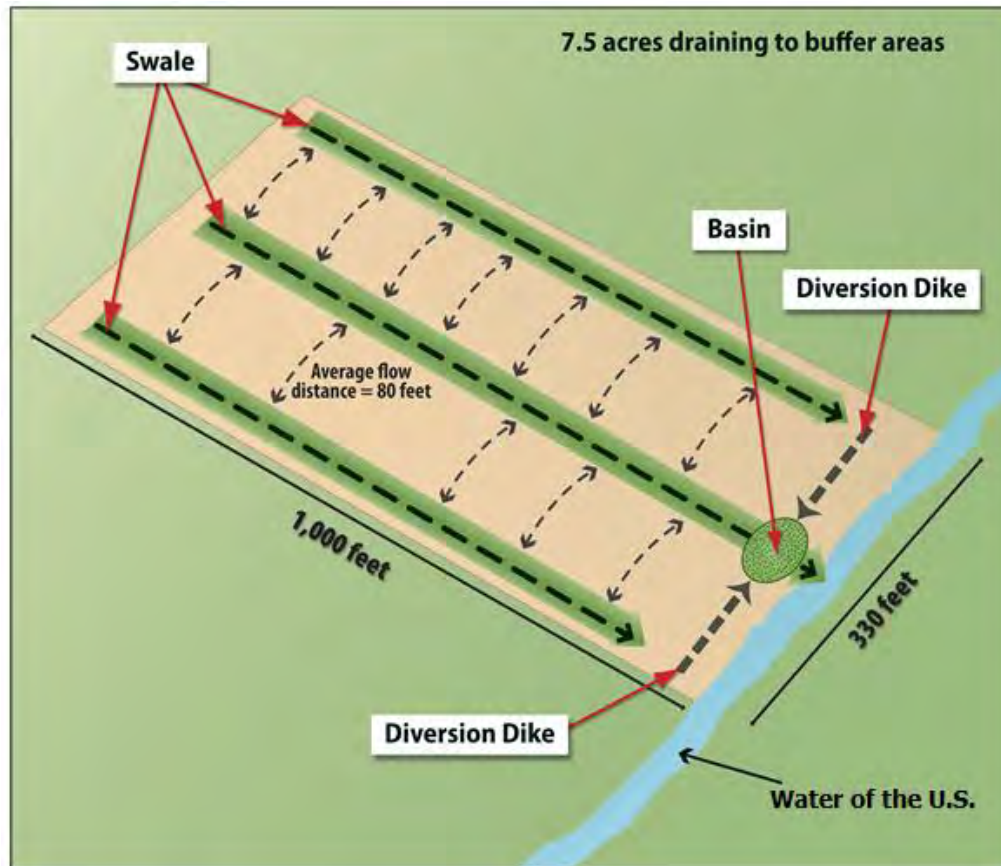 7.5 acres draining to buffer areas
Swale
Basin
Diversion Dike
Average flow
distance = 80 feet
1,000 feet
330 feet
Diversion Dike
Water of the U.S.